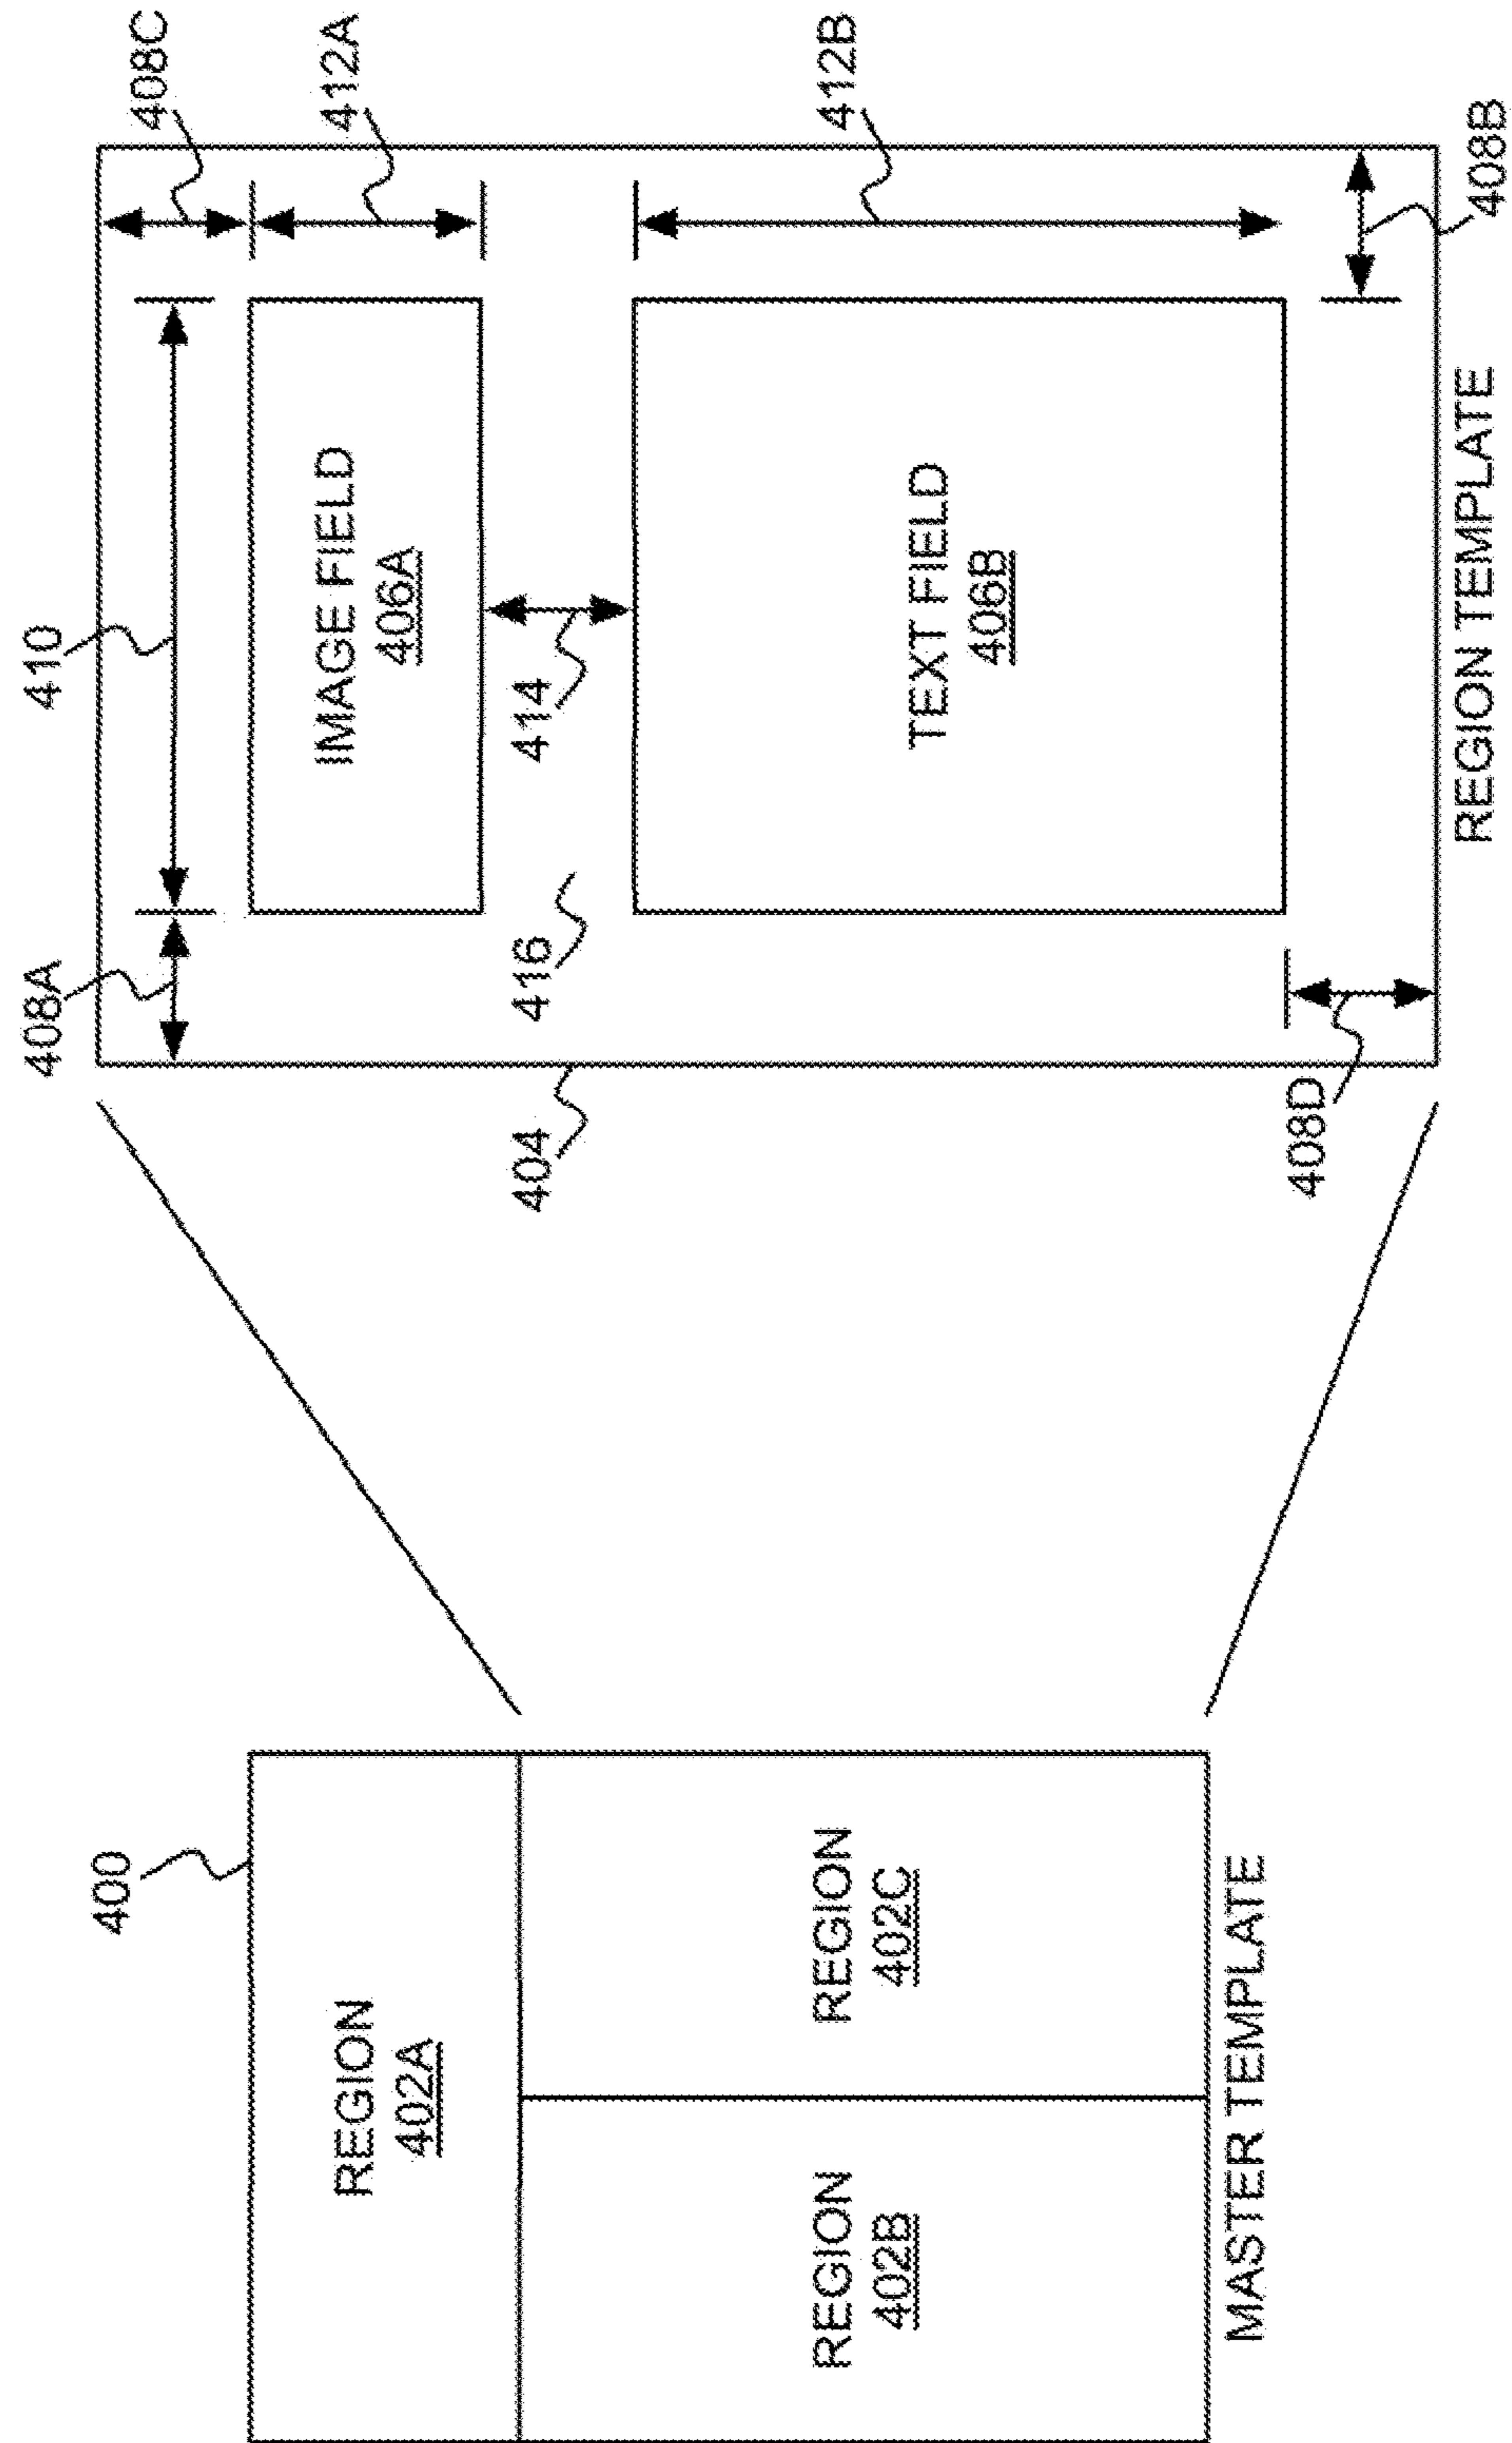 400
REGION
402A
REGION
402B
REGION
402C
MASTER TEMPLATE
408A
410
408C
IMAGE FIELD
406A
412A
404
416
414
TEXT FIELD
406B
412B
408D
408B
REGION TEMPLATE